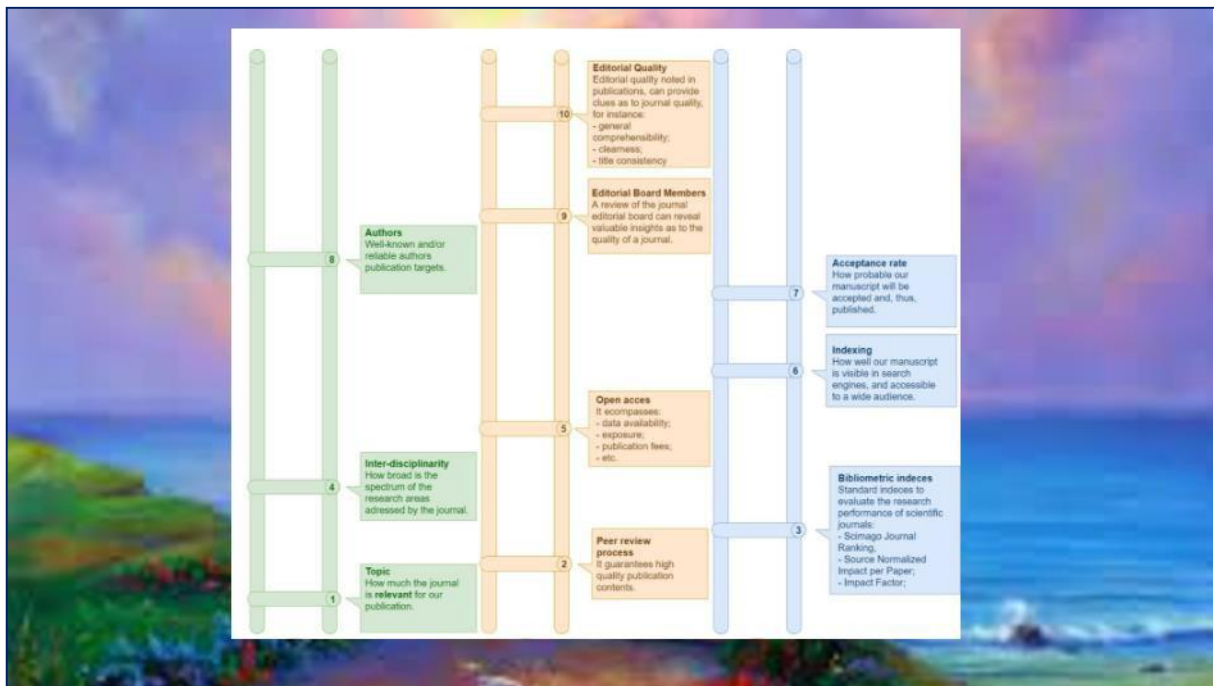 Authors
Well-known and/or
reliable authors
publication targets.
8
Inter-disciplinarity
How broad is the
spectrum of the
research areas
adressed by the journal.
4
Topic
How much the journal
is relevant for our
publication.
1
Editorial Quality
Editorial quality noted in
publications, can provide
clues as to journal quality,
for instance:
- general
comprehensibility;
- clearness;
- title consistency
10
Editorial Board Members
A review of the journal
editorial board can reveal
valuable insights as to the
quality of a journal.
9
Open acces
It ecompasses:
- data availability;
- exposure;
- publication fees;
- etc.
5
Peer review
process
It guarantees high
quality publication
contents.
2
Acceptance rate
How probable our
manuscript will be
accepted and, thus,
published.
7
Indexing
How well our manuscript
is visible in search
engines, and accessible
to a wide audience.
6
Bibliometric indeces
Standard indeces to
evaluate the research
performance of scientific
journals:
- Scimago Journal
Ranking,
- Source Normalized
Impact per Paper;
- Impact Factor;
3